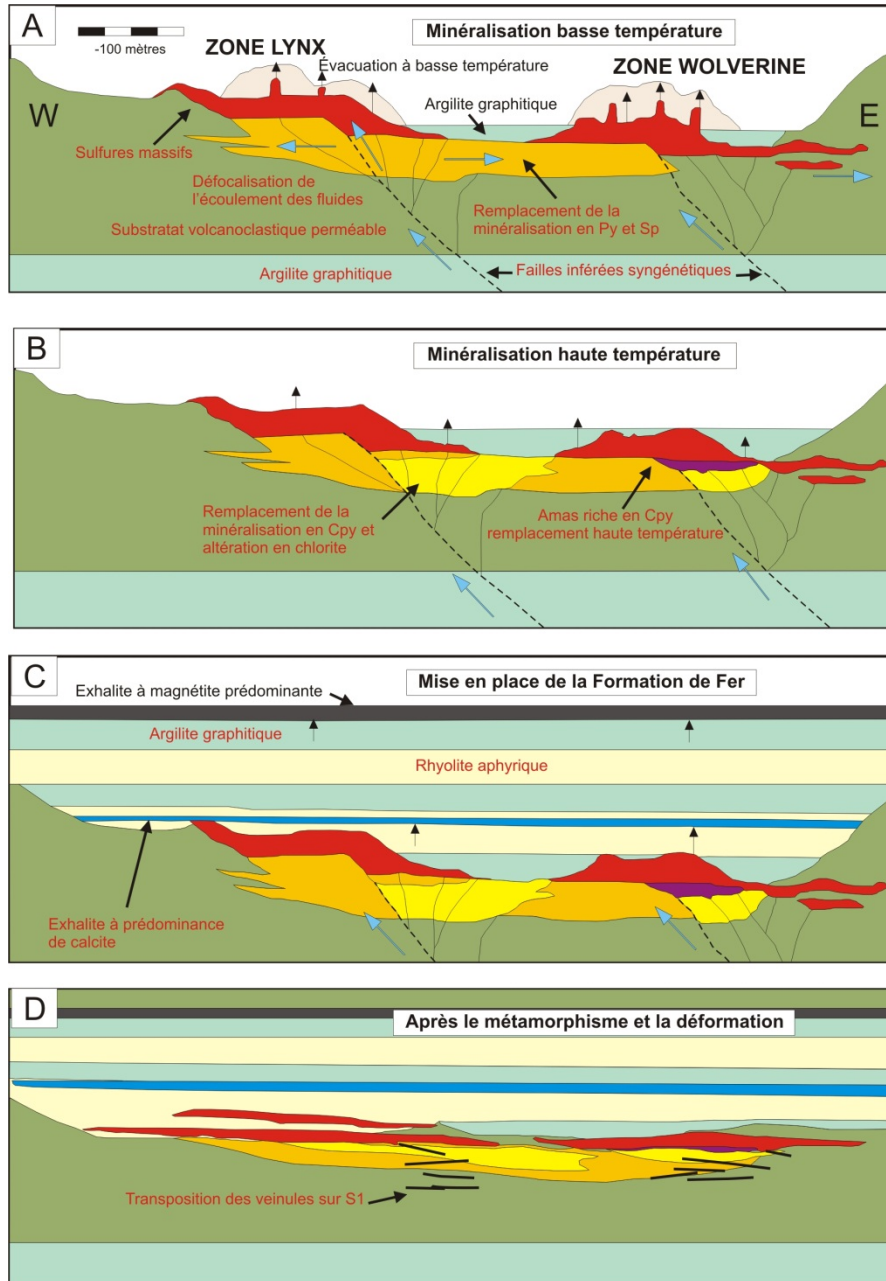 A
Minéralisation basse température
-100 mètres
ZONE LYNX
Évacuation à basse température
ZONE WOLVERINE
Argilite graphitique
W
E
Sulfures massifs
Défocalisation de
l'écoulement des fluides
Remplacement de la
minéralisation en Py et Sp
Substratat volcanoclastique perméable
Argilite graphitique
Failles inférées syngénétiques
B
Minéralisation haute température
Remplacement de la
minéralisation en Cpy et
altération en chlorite
Amas riche en Cpy
remplacement haute température
C
Exhalite à magnétite prédominante
Mise en place de la Formation de Fer
Argilite graphitique
Rhyolite aphyrique
Exhalite à prédominance
de calcite
D
Après le métamorphisme et la déformation
Transposition des veinules sur S1